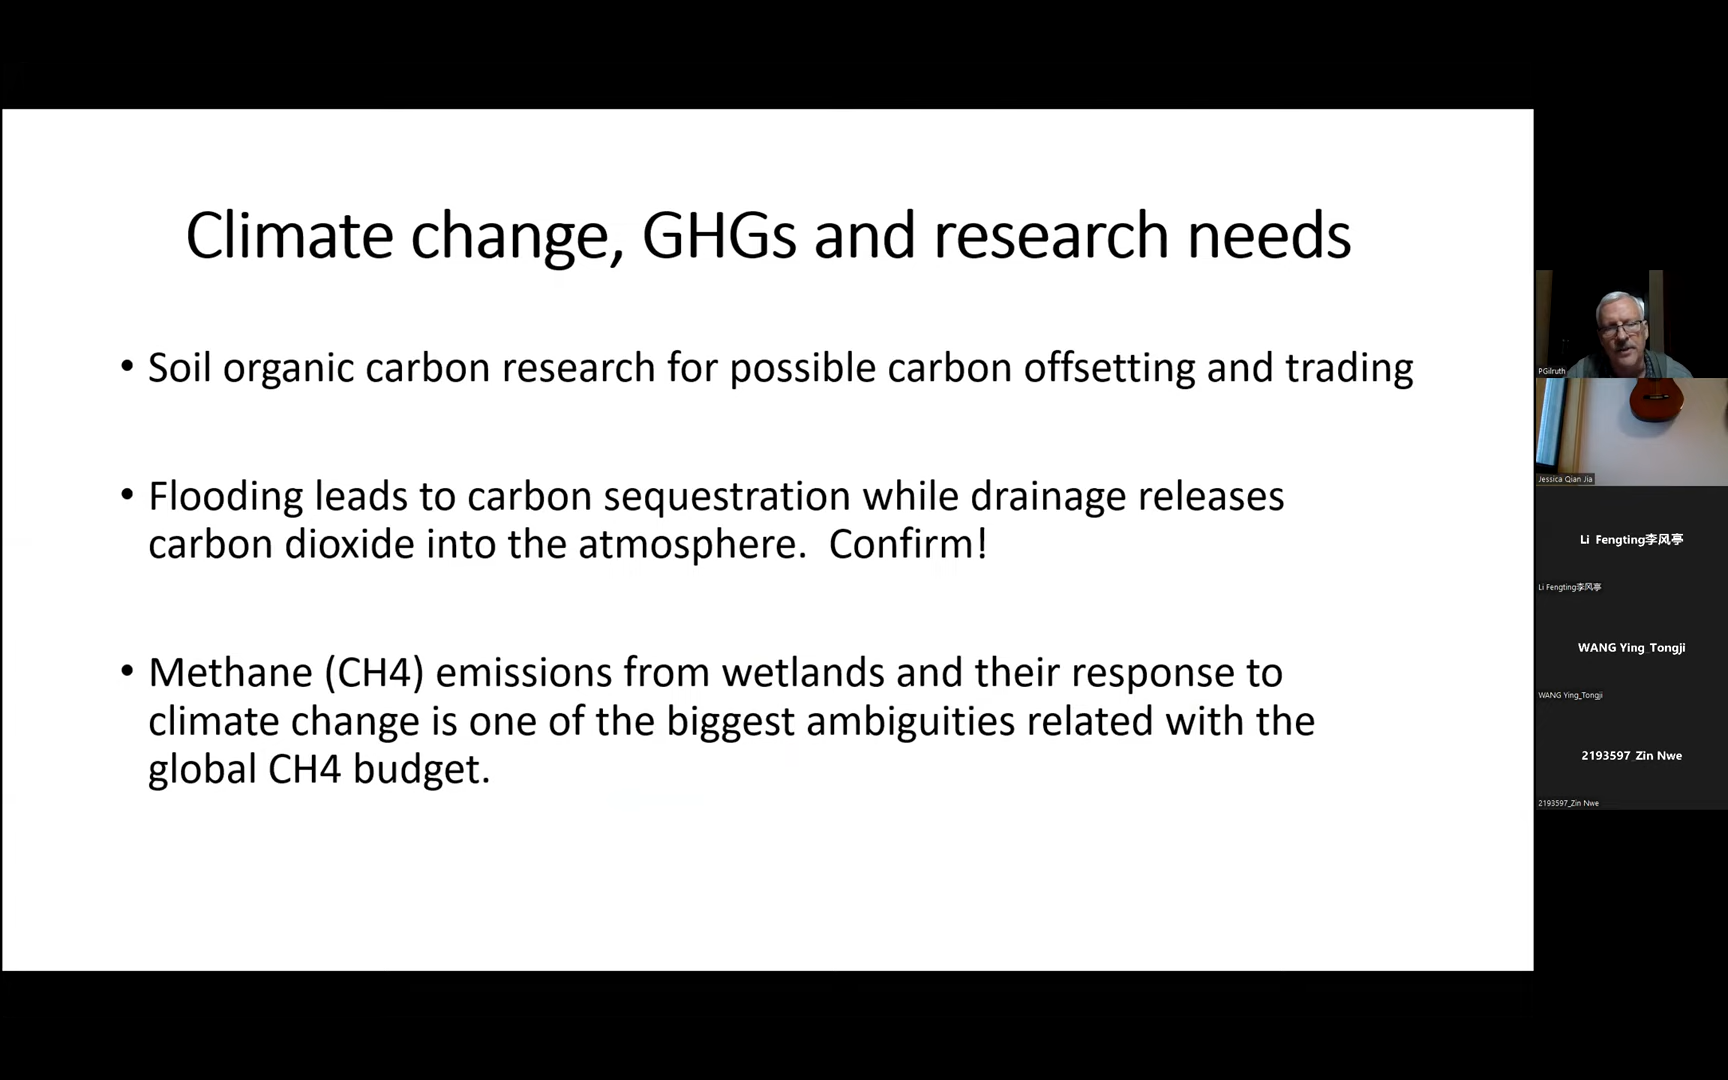 Climate change, GHGs and research needs
• Soil organic carbon research for possible carbon offsetting and trading
• Flooding leads to carbon sequestration while drainage releases
carbon dioxide into the atmosphere.  Confirm!
• Methane (CH4) emissions from wetlands and their response to
climate change is one of the biggest ambiguities related with the
global CH4 budget.
PGilruth
Jessica Qian Jia
Li Fengting李风亭
Li Fengting李风亭
WANG Ying_Tongji
WANG Ying_Tongji
2193597_Zin Nwe
2193597_Zin Nwe